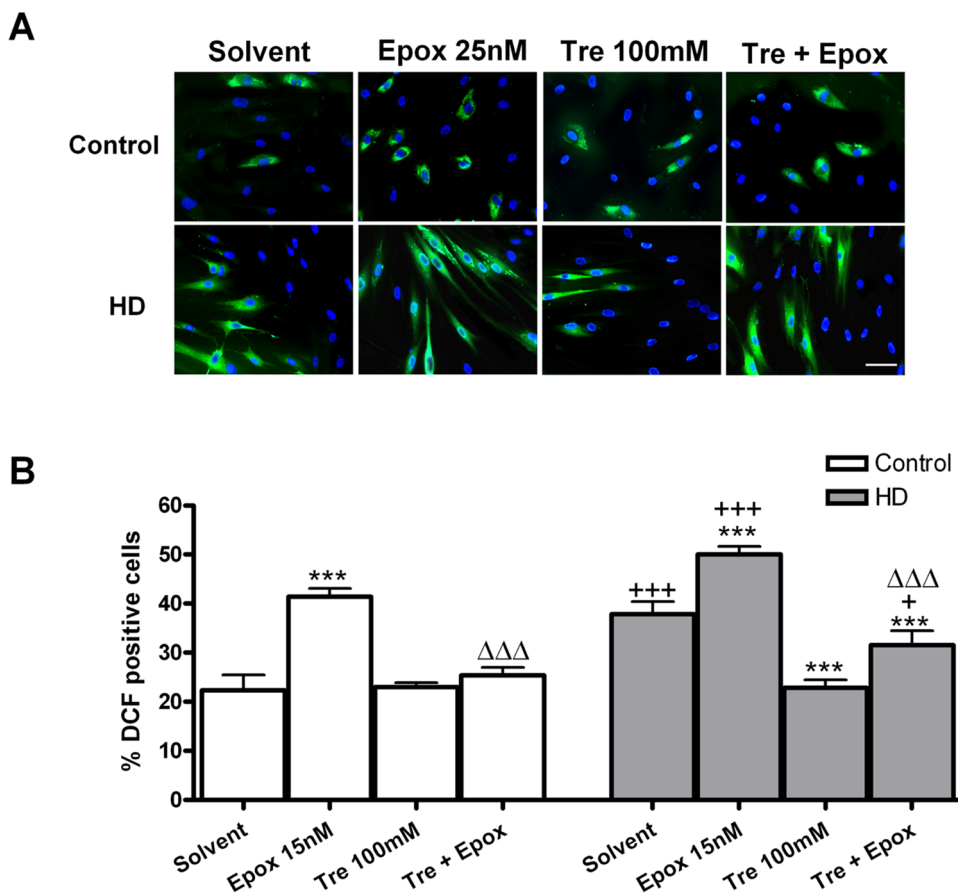 A
Solvent Epox 25nM Tre 100mM Tre + Epox
Control
HD
B
Control
HD
% DCF positive cells
60
50
40
30
20
10
0
***
ΔΔΔ
+++
+++
***
***
ΔΔΔ
+
***
Solvent Epox 15nM Tre 100mM Tre + Epox Solvent Epox 15nM Tre 100mM Tre + Epox